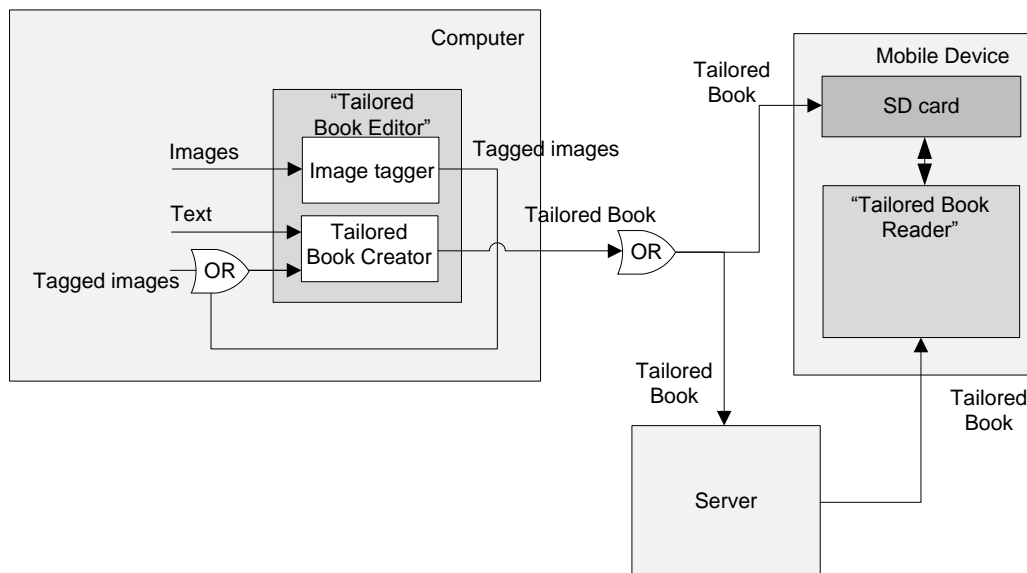 Computer
“Tailored
Book Editor”
Images
Image tagger
Tagged images
Text
Tailored
Book Creator
OR
Tagged images
Tailored Book
OR
Tailored
Book
Mobile Device
SD card
“Tailored Book
Reader”
Tailored
Book
Server
Tailored
Book